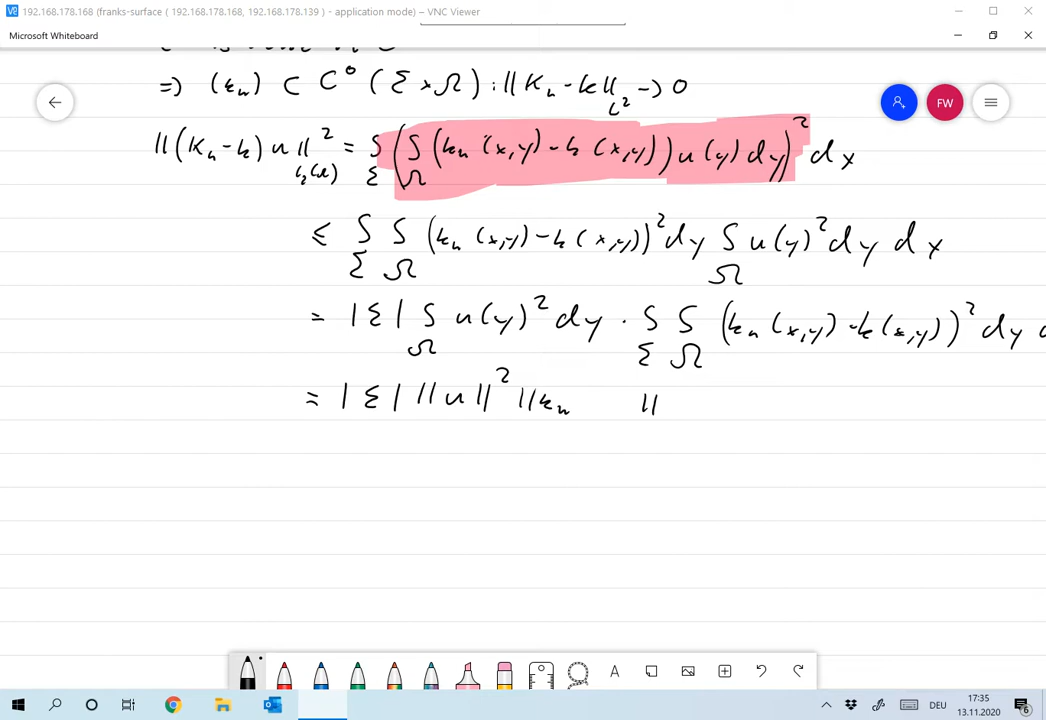 192.168.178.168 (franks-surface ( 192.168.178.168, 192.168.178.139 ) - application mode) – VNC Viewer
Microsoft Whiteboard
FW
=> (k_n) ⊂ C^0 (Σ × Ω) : ||k_n - k||_{L^2} -> 0
||(K_n - k) u||^2_{L_2(Σ)} = ∫_Σ (∫_Ω (k_n (x,y) - k (x,y)) u(y) dy)^2 dx
≤ ∫_Σ ∫_Ω (k_n (x,y) - k (x,y))^2 dy ∫_Ω u(y)^2 dy dx
= |Σ| ∫_Ω u(y)^2 dy · ∫_Σ ∫_Ω (k_n (x,y) - k(x,y))^2 dy d
= |Σ| ||u||^2 ||k_n ||
A
DEU
17:35
13.11.2020
6